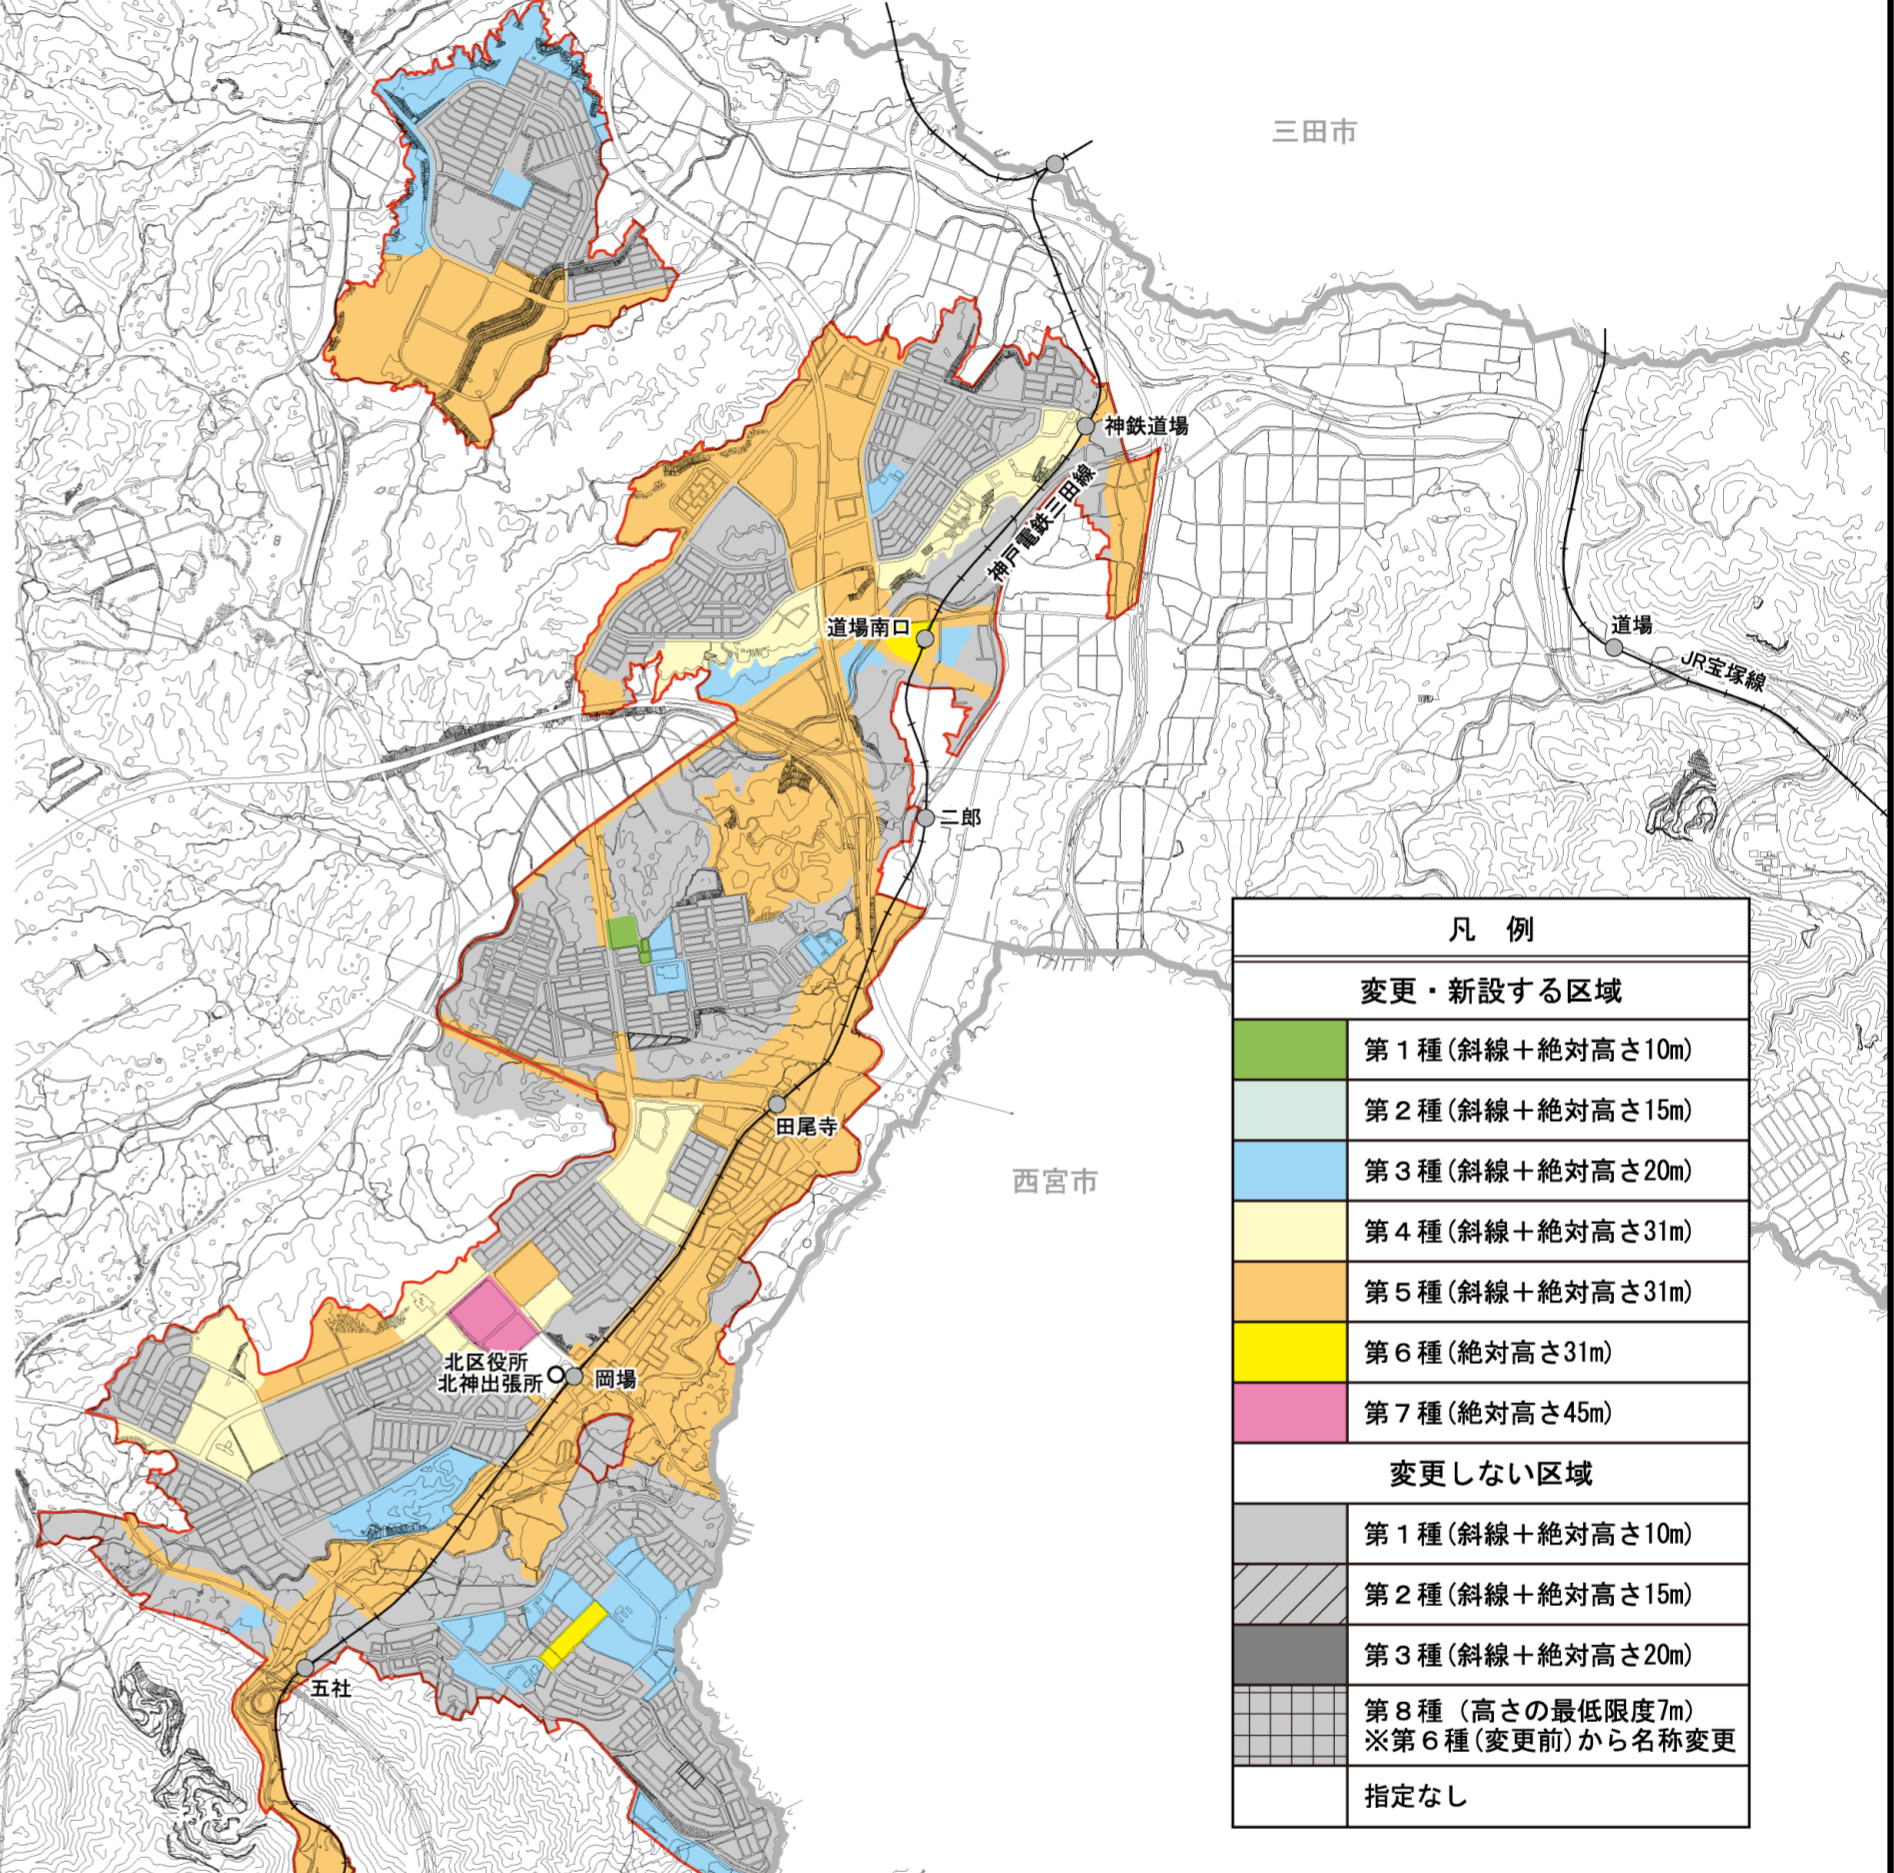 三田市
神鉄道場
神戸電鉄三田線
道場南口
道場
JR宝塚線
二郎
田尾寺
西宮市
北区役所
北神出張所
岡場
五社
凡 例
変更・新設する区域
第1種(斜線+絶対高さ10m)
第2種(斜線+絶対高さ15m)
第3種(斜線+絶対高さ20m)
第4種(斜線+絶対高さ31m)
第5種(斜線+絶対高さ31m)
第6種(絶対高さ31m)
第7種(絶対高さ45m)
変更しない区域
第1種(斜線+絶対高さ10m)
第2種(斜線+絶対高さ15m)
第3種(斜線+絶対高さ20m)
第8種(高さの最低限度7m)
※第6種(変更前)から名称変更
指定なし